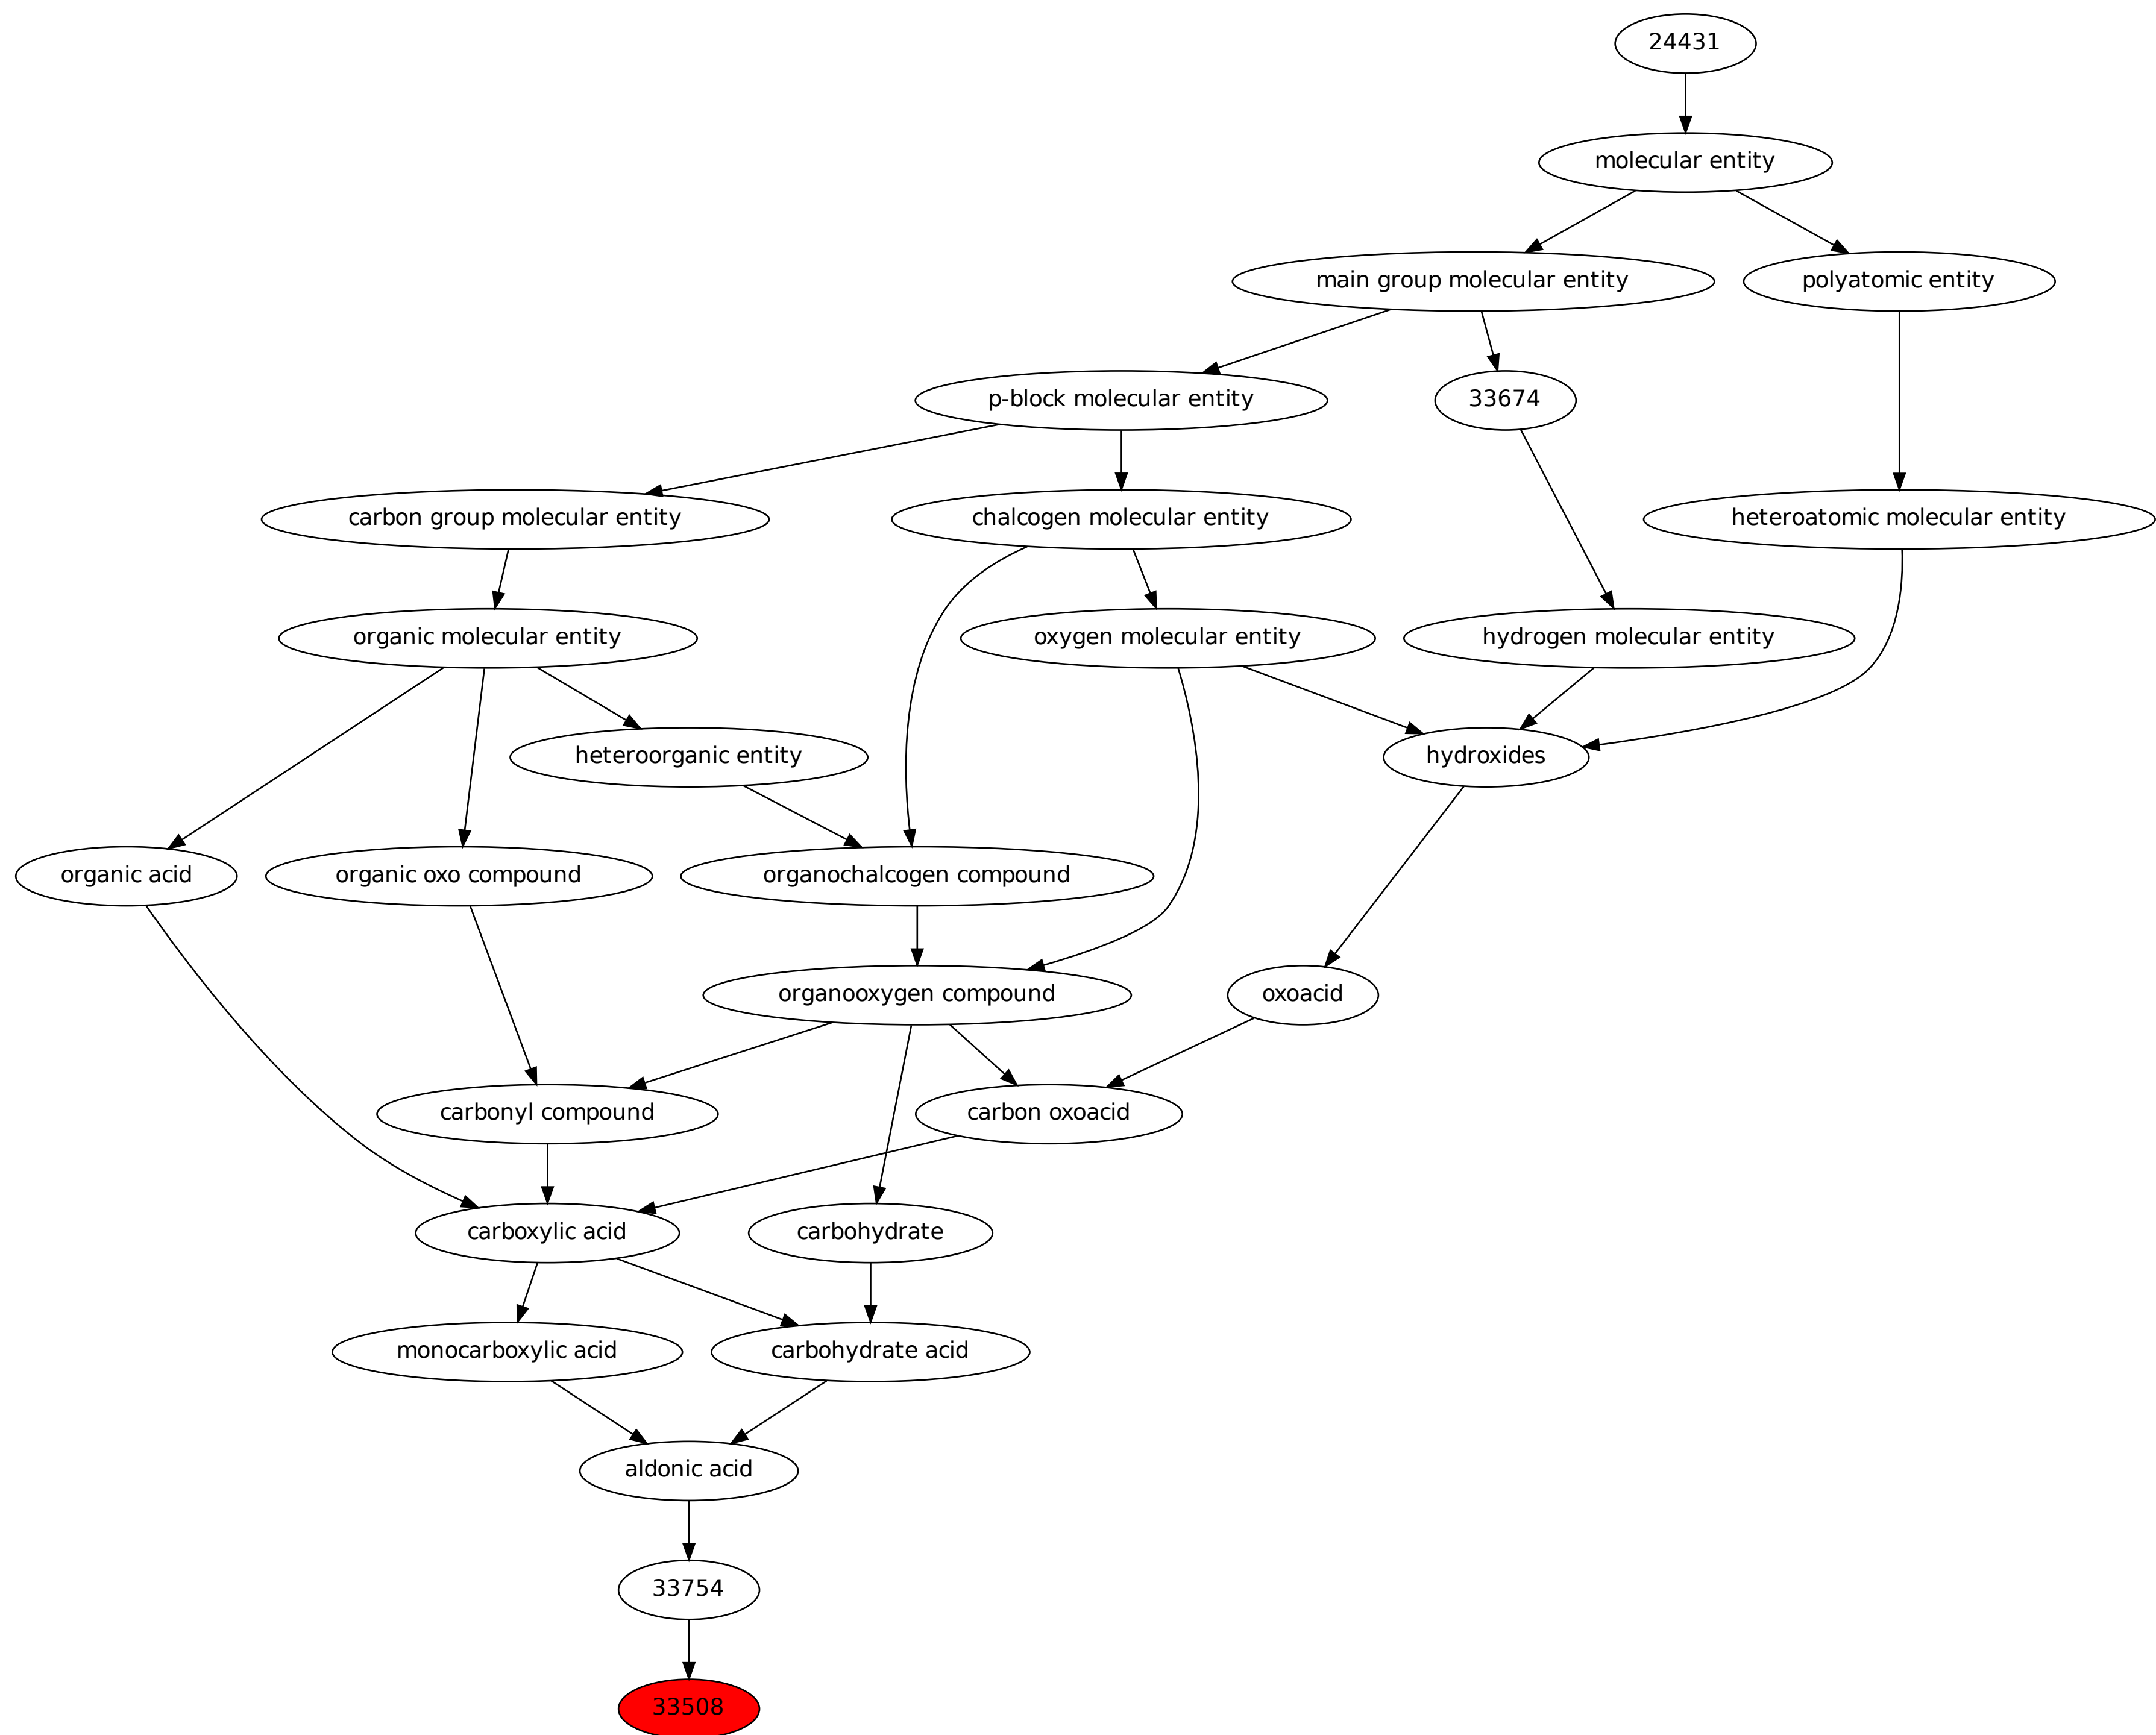 24431
molecular entity
main group molecular entity
polyatomic entity
p-block molecular entity
33674
carbon group molecular entity
chalcogen molecular entity
heteroatomic molecular entity
organic molecular entity
oxygen molecular entity
hydrogen molecular entity
heteroorganic entity
hydroxides
organic acid
organic oxo compound
organochalcogen compound
organooxygen compound
oxoacid
carbonyl compound
carbon oxoacid
carboxylic acid
carbohydrate
monocarboxylic acid
carbohydrate acid
aldonic acid
33754
33508